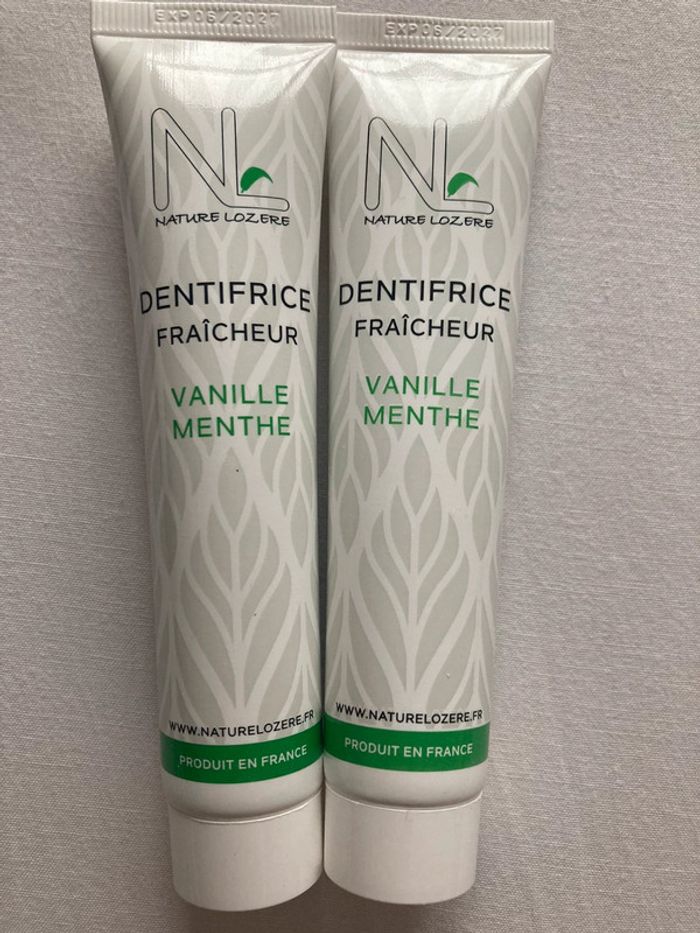 EXP 06/2027
NL
NATURE LOZERE
DENTIFRICE
FRAÎCHEUR
VANILLE
MENTHE
WWW.NATURELOZERE.FR
PRODUIT EN FRANCE
EXP 06/2027
NL
NATURE LOZERE
DENTIFRICE
FRAÎCHEUR
VANILLE
MENTHE
WWW.NATURELOZERE.FR
PRODUIT EN FRANCE